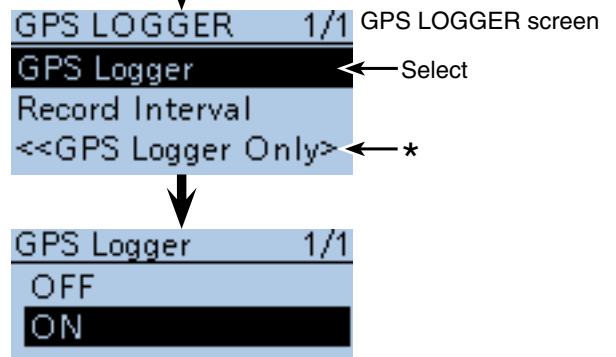 GPS LOGGER 1/1 GPS LOGGER screen
GPS Logger Select
Record Interval
<<GPS Logger Only> *
GPS Logger 1/1
OFF
ON